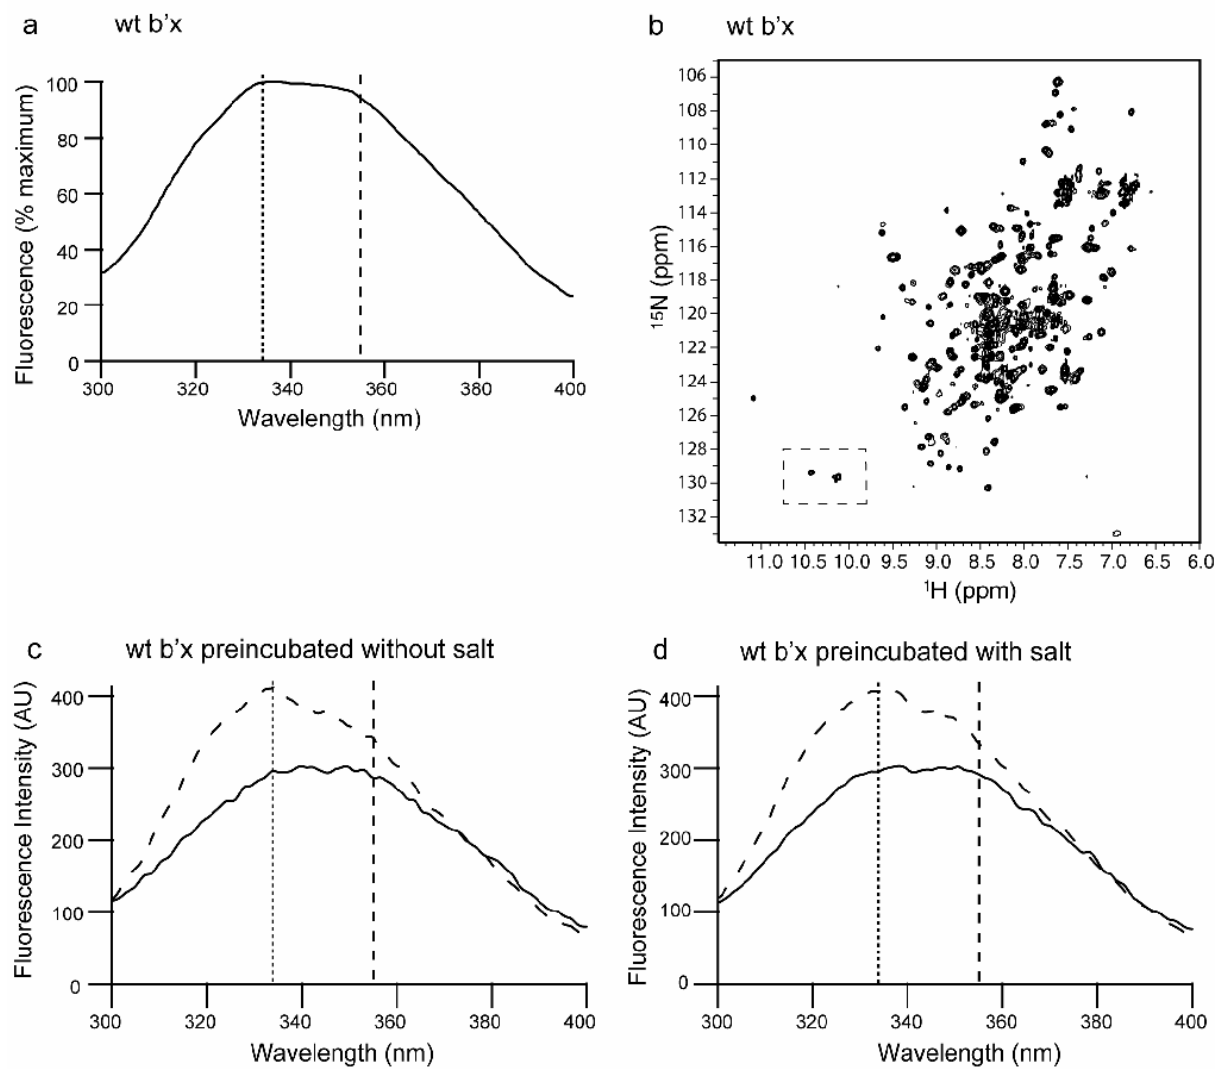 a wt b'x
Fluorescence (% maximum)
100
80
60
40
20
0
300 320 340 360 380 400
Wavelength (nm)
b wt b'x
15N (ppm)
106
108
110
112
114
116
118
120
122
124
126
128
130
132
11.0 10.5 10.0 9.5 9.0 8.5 8.0 7.5 7.0 6.5 6.0
1H (ppm)
c wt b'x preincubated without salt
Fluorescence Intensity (AU)
400
300
200
100
0
300 320 340 360 380 400
Wavelength (nm)
d wt b'x preincubated with salt
Fluorescence Intensity (AU)
400
300
200
100
0
300 320 340 360 380 400
Wavelength (nm)